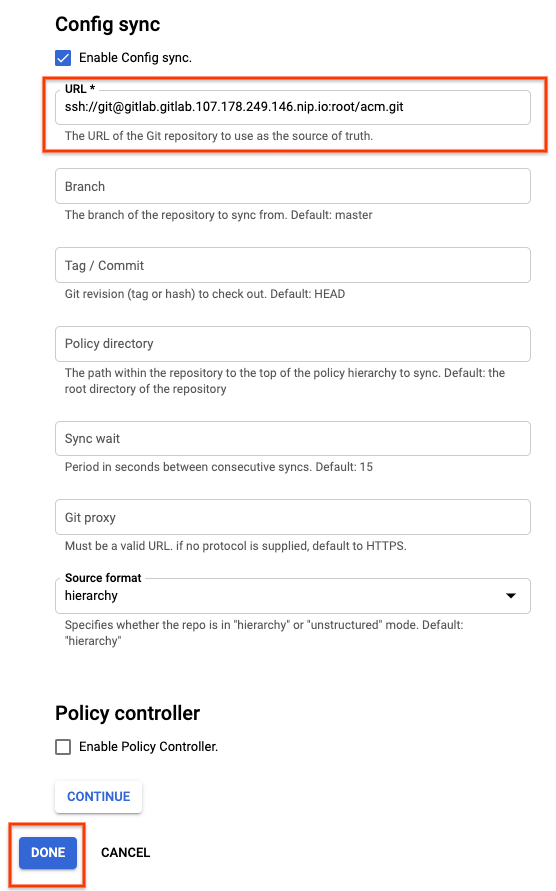 Config sync
Enable Config sync.
URL *
ssh://git@gitlab.gitlab.107.178.249.146.nip.io:root/acm.git
The URL of the Git repository to use as the source of truth.
Branch
The branch of the repository to sync from. Default: master
Tag / Commit
Git revision (tag or hash) to check out. Default: HEAD
Policy directory
The path within the repository to the top of the policy hierarchy to sync. Default: the
root directory of the repository
Sync wait
Period in seconds between consecutive syncs. Default: 15
Git proxy
Must be a valid URL. if no protocol is supplied, default to HTTPS.
Source format
hierarchy
Specifies whether the repo is in "hierarchy" or "unstructured" mode. Default:
"hierarchy"
Policy controller
Enable Policy Controller.
CONTINUE
DONE CANCEL